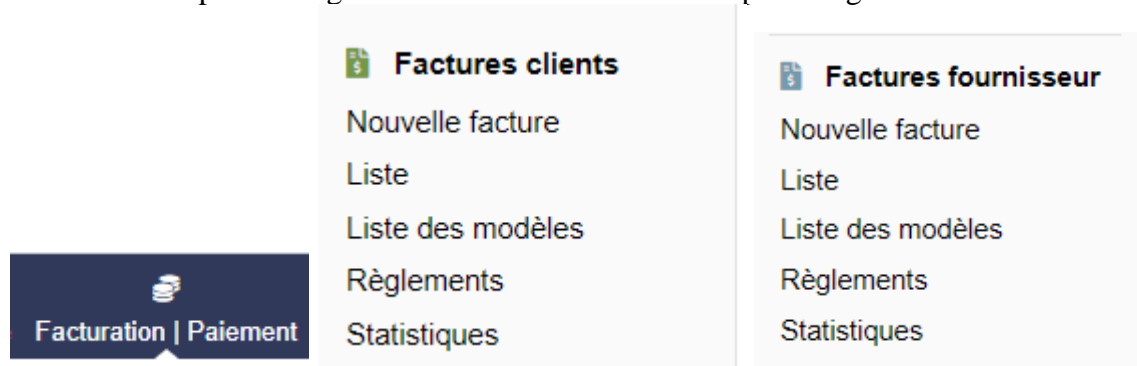 Facturation | Paiement
Factures clients
Nouvelle facture
Liste
Liste des modèles
Règlements
Statistiques
Factures fournisseur
Nouvelle facture
Liste
Liste des modèles
Règlements
Statistiques